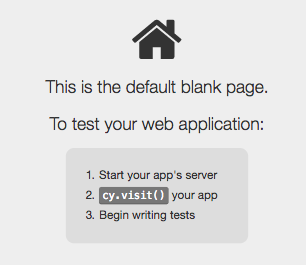 This is the default blank page.
To test your web application:
1. Start your app's server
2. cy.visit() your app
3. Begin writing tests